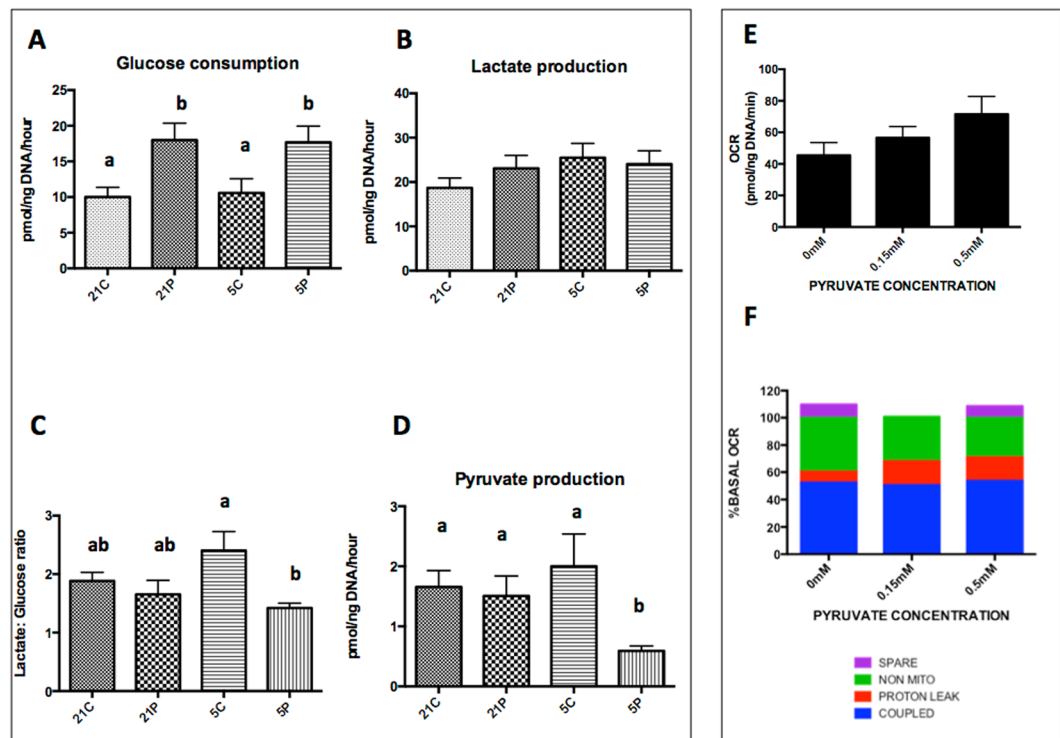 A
Glucose consumption
pmol/ng DNA/hour
25
20
15
10
5
0
a
b
a
b
21C
21P
5C
5P
B
Lactate production
pmol/ng DNA/hour
40
30
20
10
0
21C
21P
5C
5P
C
Lactate: Glucose ratio
3
2
1
0
ab
ab
a
b
21C
21P
5C
5P
D
Pyruvate production
pmol/ng DNA/hour
3
2
1
0
a
a
a
b
21C
21P
5C
5P
E
OCR
(pmol/ng DNA/min)
100
80
60
40
20
0
0mM
0.15mM
0.5mM
PYRUVATE CONCENTRATION
F
%BASAL OCR
120
100
80
60
40
20
0
0mM
0.15mM
0.5mM
PYRUVATE CONCENTRATION
SPARE
NON MITO
PROTON LEAK
COUPLED